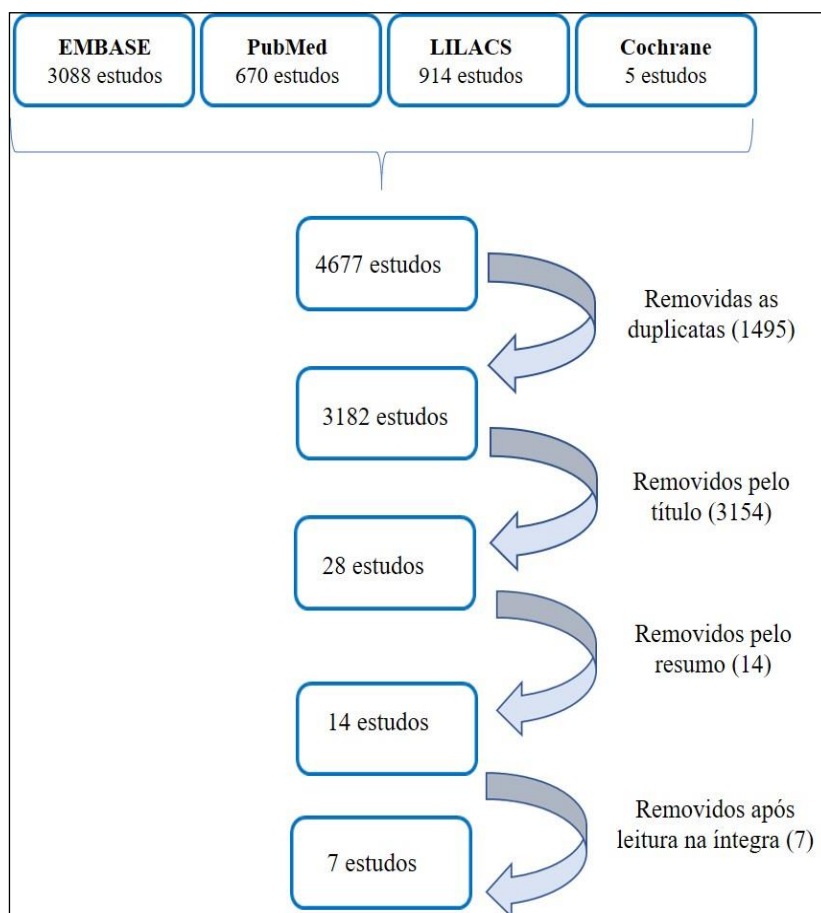 EMBASE
3088 estudos
PubMed
670 estudos
LILACS
914 estudos
Cochrane
5 estudos
4677 estudos
Removidas as
duplicatas (1495)
3182 estudos
Removidos pelo
título (3154)
28 estudos
Removidos pelo
resumo (14)
14 estudos
Removidos após
leitura na íntegra (7)
7 estudos